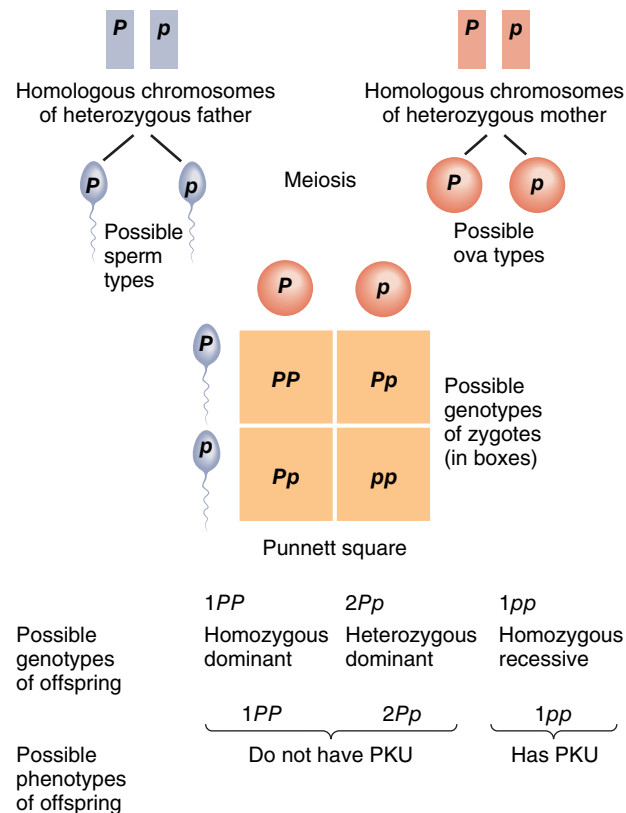 P p
P p
Homologous chromosomes
of heterozygous father
Homologous chromosomes
of heterozygous mother
P p
Meiosis
P p
Possible
sperm
types
Possible
ova types
P p
P
PP Pp
p
Pp pp
Possible
genotypes
of zygotes
(in boxes)
Punnett square
Possible
genotypes
of offspring
1PP
Homozygous
dominant
2Pp
Heterozygous
dominant
1pp
Homozygous
recessive
Possible
phenotypes
of offspring
1PP 2Pp
Do not have PKU
1pp
Has PKU